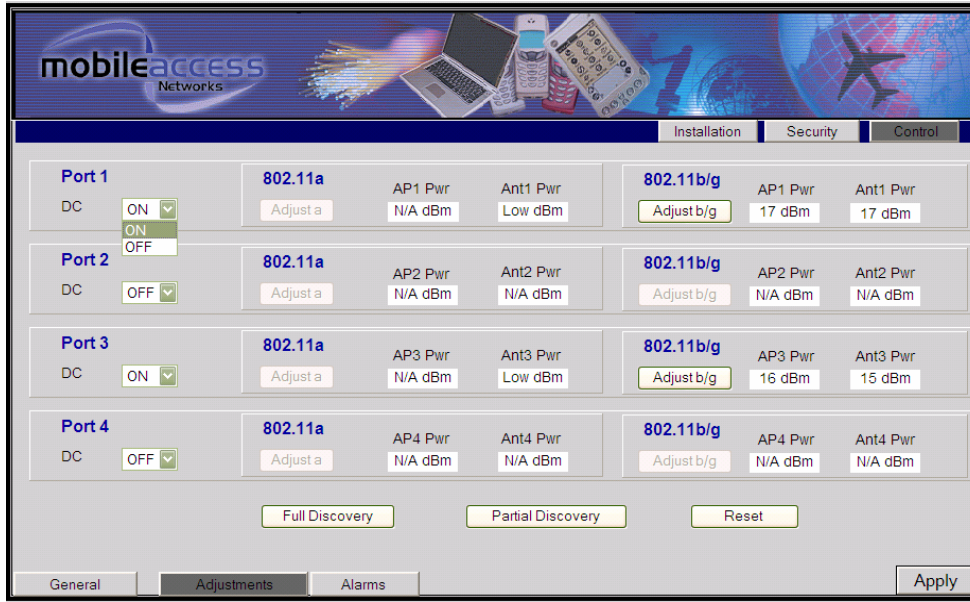 mobileaccess
Networks
Installation Security Control
Port 1
DC ON
ON
OFF
802.11a AP1 Pwr Ant1 Pwr
Adjust a N/A dBm Low dBm
802.11b/g AP1 Pwr Ant1 Pwr
Adjust b/g 17 dBm 17 dBm
Port 2
DC OFF
802.11a AP2 Pwr Ant2 Pwr
Adjust a N/A dBm N/A dBm
802.11b/g AP2 Pwr Ant2 Pwr
Adjust b/g N/A dBm N/A dBm
Port 3
DC ON
802.11a AP3 Pwr Ant3 Pwr
Adjust a N/A dBm Low dBm
802.11b/g AP3 Pwr Ant3 Pwr
Adjust b/g 16 dBm 15 dBm
Port 4
DC OFF
802.11a AP4 Pwr Ant4 Pwr
Adjust a N/A dBm N/A dBm
802.11b/g AP4 Pwr Ant4 Pwr
Adjust b/g N/A dBm N/A dBm
Full Discovery Partial Discovery Reset
General Adjustments Alarms Apply